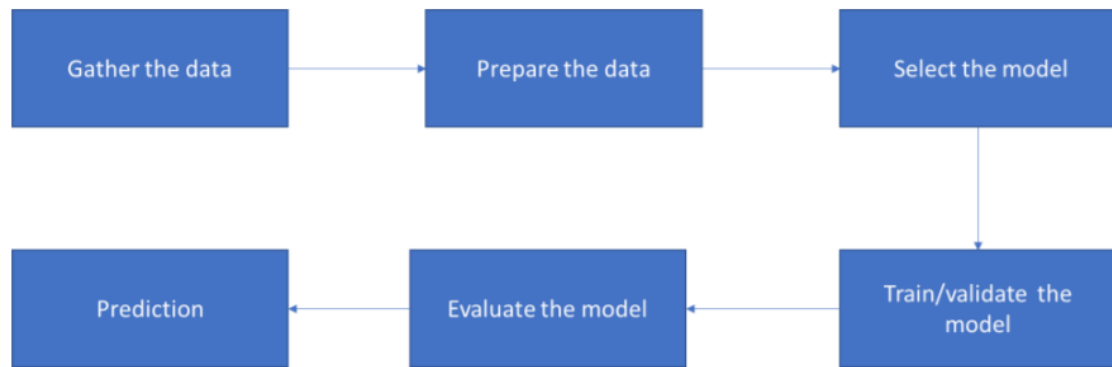 Gather the data
Prepare the data
Select the model
Train/validate the
model
Evaluate the model
Prediction